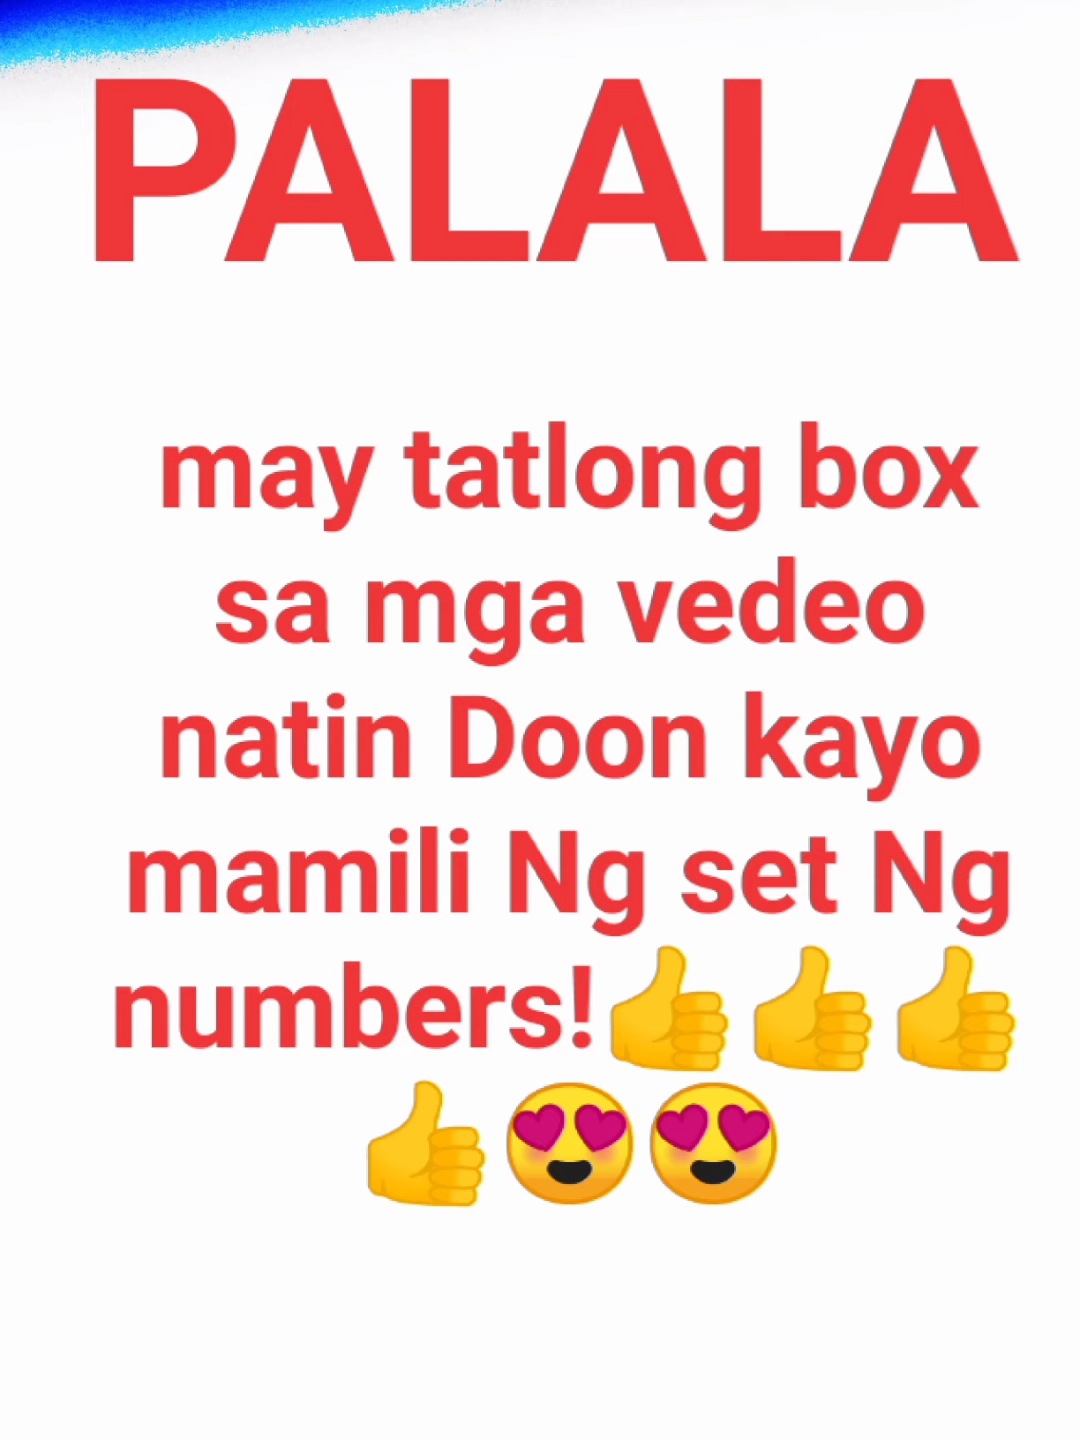 PALALA
may tatlong box
sa mga vedeo
natin Doon kayo
mamili Ng set Ng
numbers!👍👍👍
👍😍😍